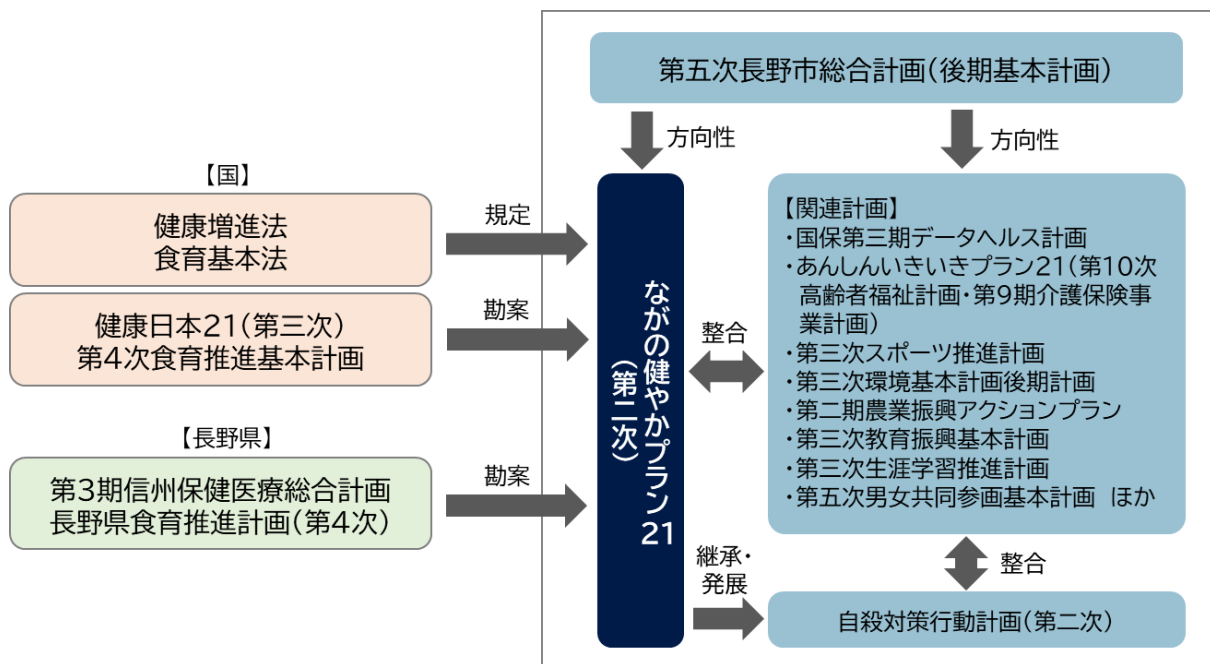 第五次長野市総合計画(後期基本計画)
方向性
方向性
【国】
健康増進法
食育基本法
規定
健康日本21(第三次)
第4次食育推進基本計画
勘案
【長野県】
第3期信州保健医療総合計画
長野県食育推進計画(第4次)
勘案
ながの健やかプラン21
(第二次)
整合
【関連計画】
・国保第三期データヘルス計画
・あんしんいきいきプラン21(第10次
高齢者福祉計画・第9期介護保険事
業計画)
・第三次スポーツ推進計画
・第三次環境基本計画後期計画
・第二期農業振興アクションプラン
・第三次教育振興基本計画
・第三次生涯学習推進計画
・第五次男女共同参画基本計画 ほか
継承・
発展
整合
自殺対策行動計画(第二次)